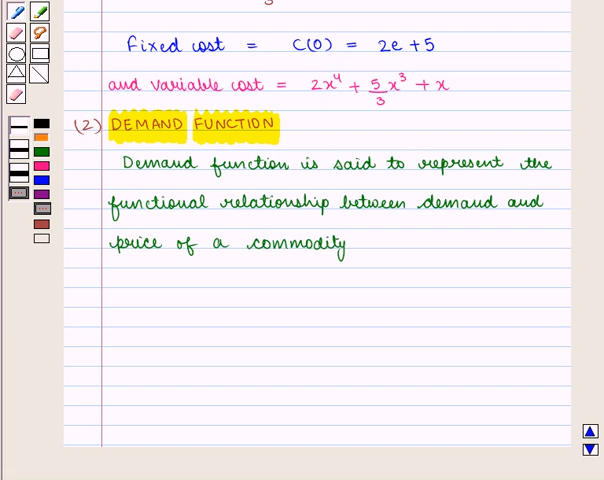 Fixed cost = C(0) = 2e + 5
and variable cost = 2x⁴ + 5/3 x³ + x
(2) DEMAND FUNCTION
Demand function is said to represent the
functional relationship between demand and
price of a commodity